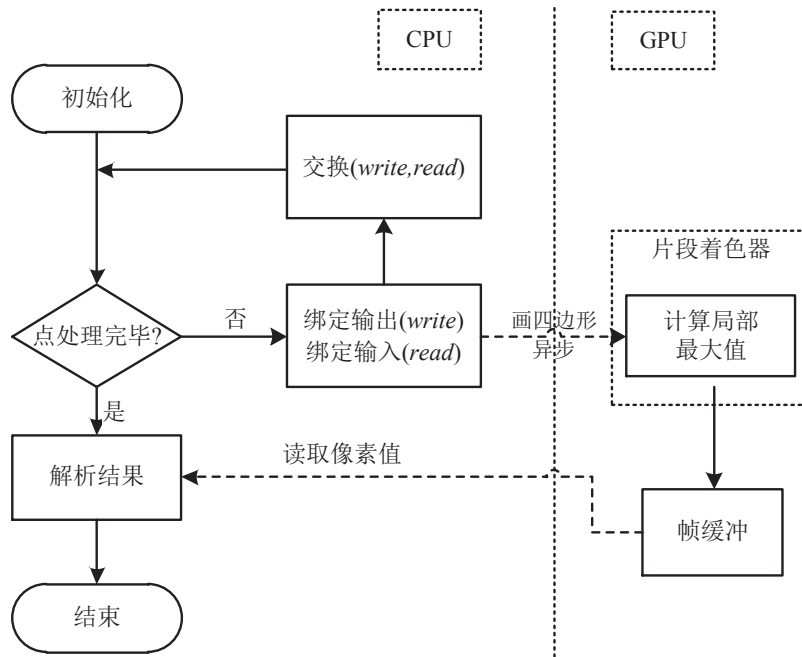 CPU
GPU
初始化
交换(write,read)
片段着色器
点处理完毕?
否
绑定输出(write)
绑定输入(read)
画四边形
异步
计算局部
最大值
是
解析结果
读取像素值
帧缓冲
结束